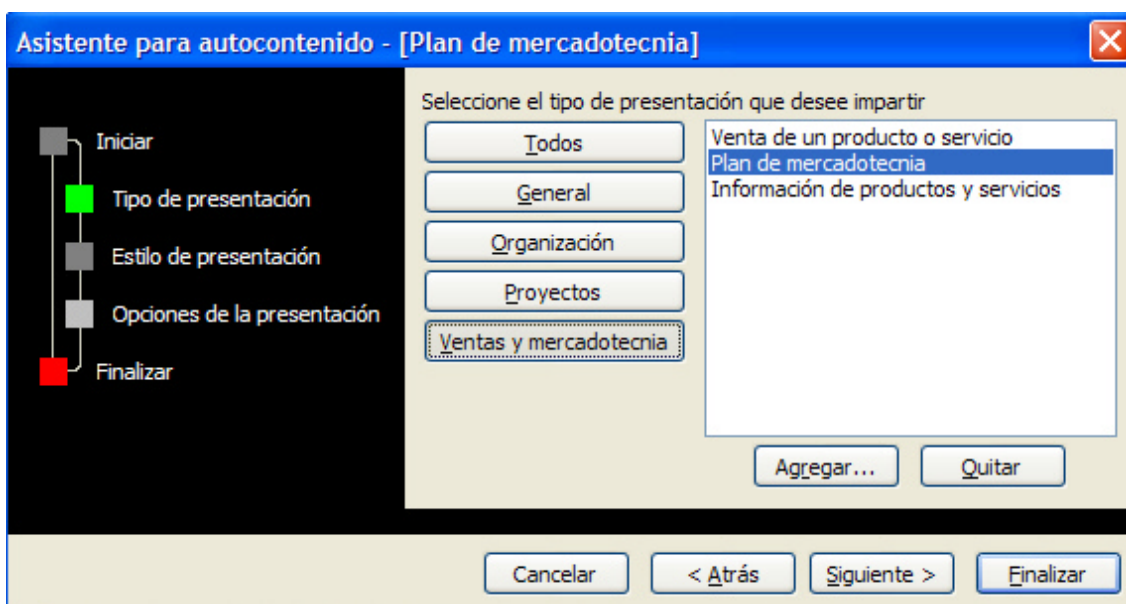 Asistente para autocontenido - [Plan de mercadotecnia]
Iniciar
Tipo de presentación
Estilo de presentación
Opciones de la presentación
Finalizar
Seleccione el tipo de presentación que desee impartir
Todos
General
Organización
Proyectos
Ventas y mercadotecnia
Venta de un producto o servicio
Plan de mercadotecnia
Información de productos y servicios
Agregar...
Quitar
Cancelar
< Atrás
Siguiente >
Finalizar